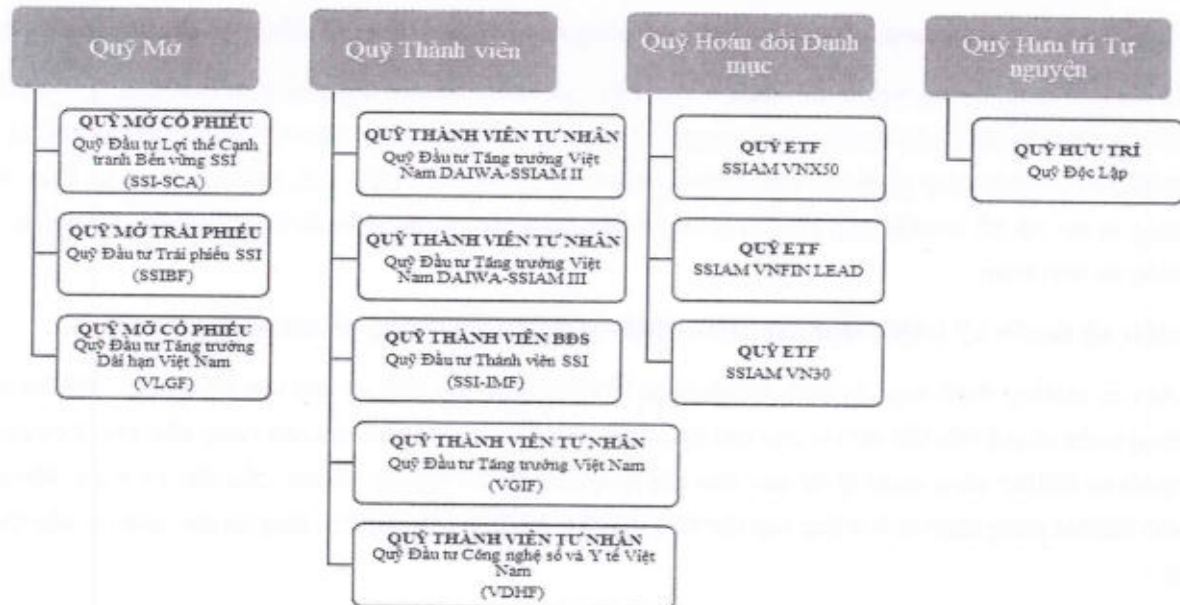 Quỹ Mở
QUỸ MỞ CỔ PHIẾU
Quỹ Đầu tư Lợi thế Cạnh
tranh Bền vững SSI
(SSI-SCA)
QUỸ MỞ TRÁI PHIẾU
Quỹ Đầu tư Trái phiếu SSI
(SSIBF)
QUỸ MỞ CỔ PHIẾU
Quỹ Đầu tư Tăng trưởng
Dài hạn Việt Nam
(VLGF)
Quỹ Thành viên
QUỸ THÀNH VIÊN TƯ NHÂN
Quỹ Đầu tư Tăng trưởng Việt
Nam DAIWA-SSIAM II
QUỸ THÀNH VIÊN TƯ NHÂN
Quỹ Đầu tư Tăng trưởng Việt
Nam DAIWA-SSIAM III
QUỸ THÀNH VIÊN BĐS
Quỹ Đầu tư Thành viên SSI
(SSI-IMF)
QUỸ THÀNH VIÊN TƯ NHÂN
Quỹ Đầu tư Tăng trưởng Việt Nam
(VGIF)
QUỸ THÀNH VIÊN TƯ NHÂN
Quỹ Đầu tư Công nghệ số và Y tế Việt
Nam
(VDHF)
Quỹ Hoán đổi Danh
mục
QUỸ ETF
SSIAM VNX50
QUỸ ETF
SSIAM VNFIN LEAD
QUỸ ETF
SSIAM VN30
Quỹ Hưu trí Tự
nguyện
QUỸ HƯU TRÍ
Quỹ Độc Lập